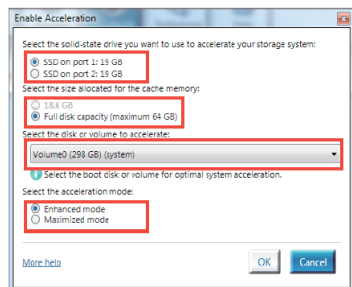 Enable Acceleration
Select the solid-state drive you want to use to accelerate your storage system:
SSD on port 1: 19 GB
SSD on port 2: 19 GB
Select the size allocated for the cache memory:
18.6 GB
Full disk capacity (maximum 64 GB)
Select the disk or volume to accelerate:
Volume0 (298 GB) (system)
Select the boot disk or volume for optimal system acceleration.
Select the acceleration mode:
Enhanced mode
Maximized mode
More help
OK
Cancel